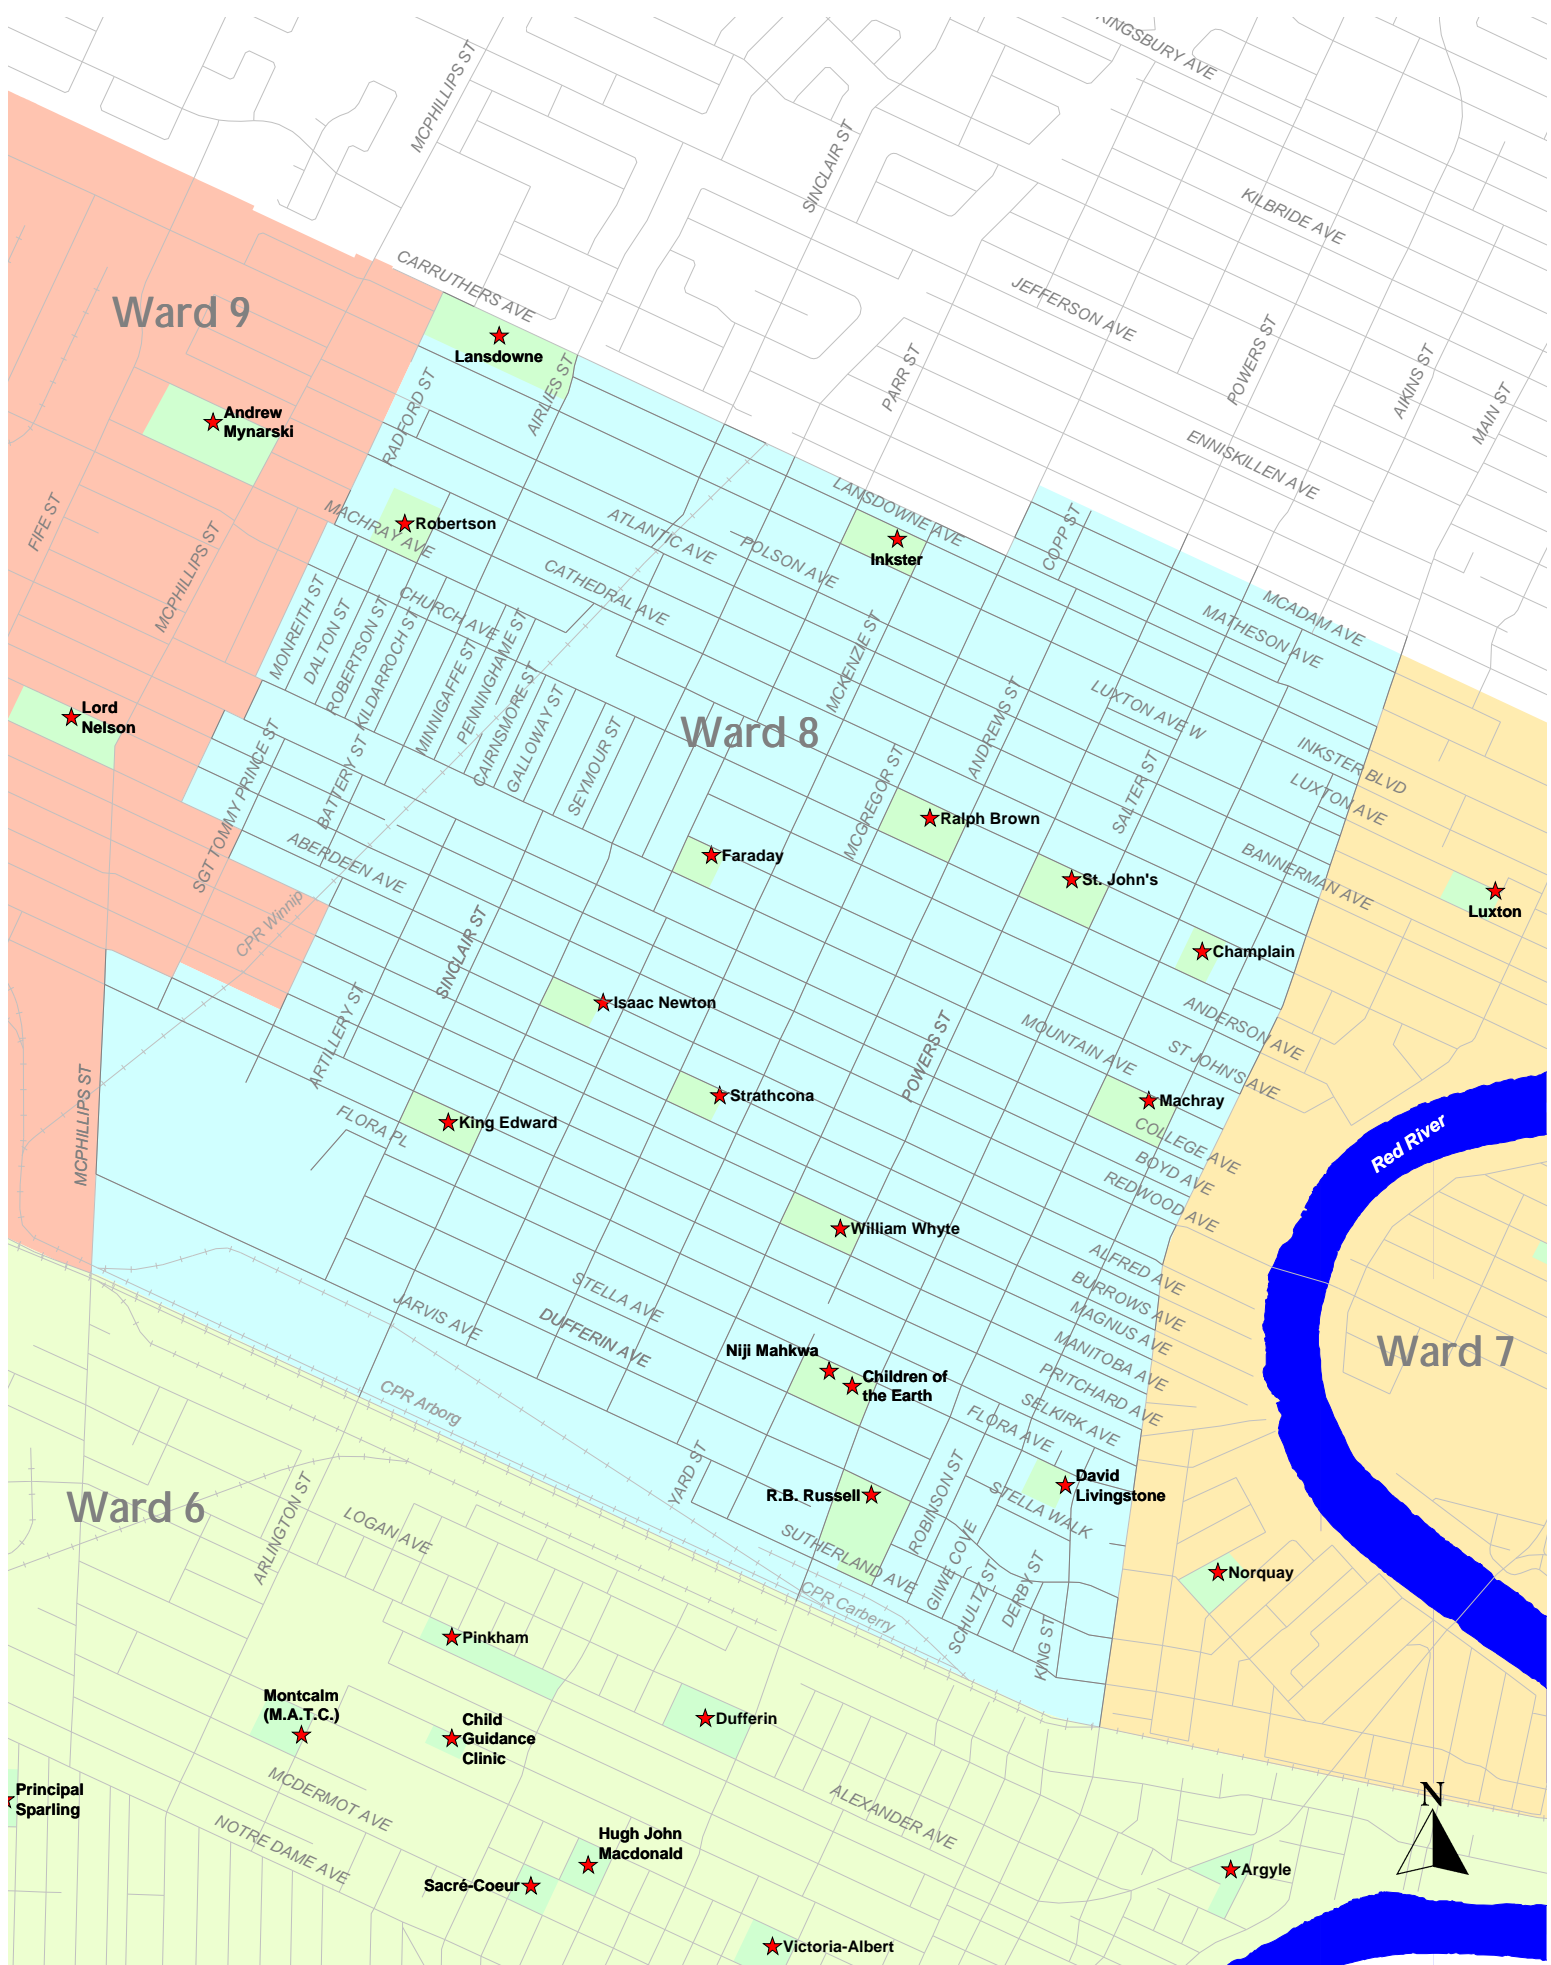 KINGSBURY AVE
MCPHILLIPS ST
SINCLAIR ST
KILBRIDE AVE
CARRUTHERS AVE
JEFFERSON AVE
Ward 9
Lansdowne
POWERS ST
PARR ST
AIKINS ST
MAIN ST
RADFORD ST
AIRLIES ST
Andrew
Mynarski
ENNISKILLEN AVE
FIFE ST
MCPHILLIPS ST
MACHRAY AVE
Robertson
ATLANTIC AVE
POLSON AVE
LANSDOWNE AVE
Inkster
COPP ST
CATHEDRAL AVE
CHURCH AVE
MONREITH ST
DALTON ST
ROBERTSON ST
KILDARROCH ST
MINNIGAFFE ST
PENNINGHAME ST
CAIRNSMORE ST
GALLOWAY ST
SEYMOUR ST
MCKENZIE ST
MCADAM AVE
MATHESON AVE
Lord
Nelson
Ward 8
ANDREWS ST
LUXTON AVE W
INKSTER BLVD
LUXTON AVE
SGT TOMMY PRINCE ST
BATTERY ST
MCGREGOR ST
SALTER ST
Ralph Brown
Faraday
ABERDEEN AVE
St. John's
BANNERMAN AVE
Luxton
CPR Winnip
SINCLAIR ST
Champlain
Isaac Newton
ARTILLERY ST
POWERS ST
MOUNTAIN AVE
ANDERSON AVE
ST JOHN'S AVE
MCPHILLIPS ST
Strathcona
Machray
King Edward
FLORA PL
COLLEGE AVE
BOYD AVE
REDWOOD AVE
Red River
William Whyte
ALFRED AVE
BURROWS AVE
MAGNUS AVE
MANITOBA AVE
PRITCHARD AVE
SELKIRK AVE
FLORA AVE
STELLA AVE
JARVIS AVE
DUFFERIN AVE
Niji Mahkwa
Children of
the Earth
Ward 7
CPR Arborg
YARD ST
R.B. Russell
ROBINSON ST
David
Livingstone
STELLA WALK
Ward 6
ARLINGTON ST
LOGAN AVE
SUTHERLAND AVE
CPR Carberry
GIIWE COVE
SCHULTZ ST
DERBY ST
KING ST
Norquay
Pinkham
Montcalm
(M.A.T.C.)
Child
Guidance
Clinic
Dufferin
Principal
Sparling
MCDERMOT AVE
NOTRE DAME AVE
ALEXANDER AVE
N
Hugh John
Macdonald
Sacré-Coeur
Argyle
Victoria-Albert